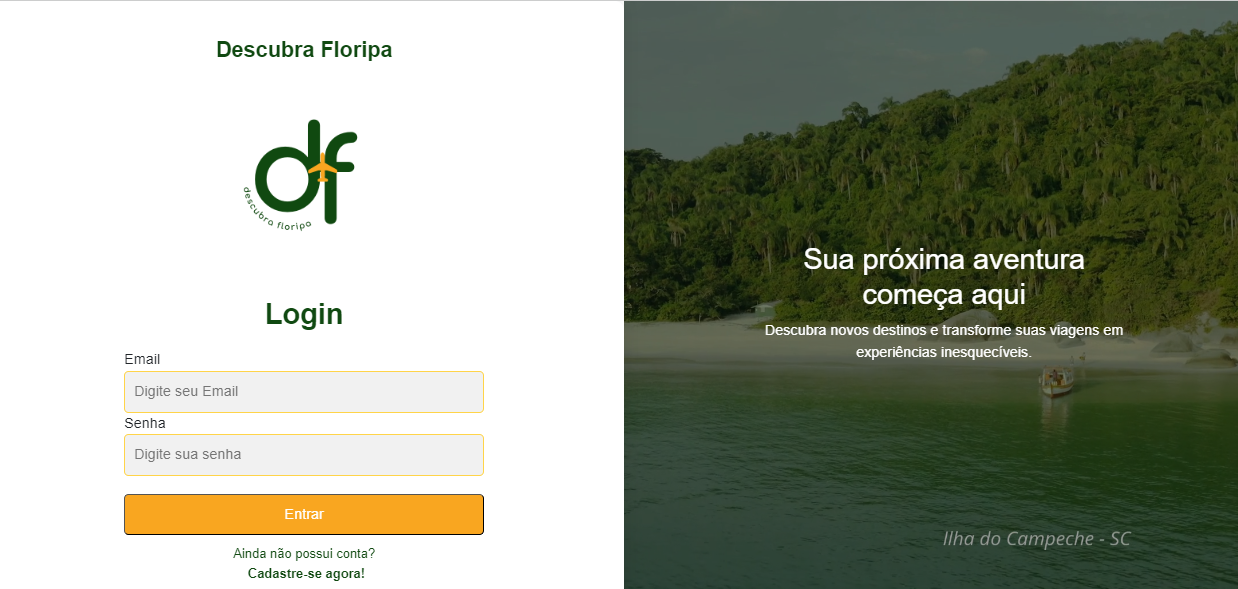 Descubra Floripa
df
descubra floripa
Login
Email
Digite seu Email
Senha
Digite sua senha
Entrar
Ainda não possui conta?
Cadastre-se agora!
Sua próxima aventura
começa aqui
Descubra novos destinos e transforme suas viagens em
experiências inesquecíveis.
Ilha do Campeche - SC